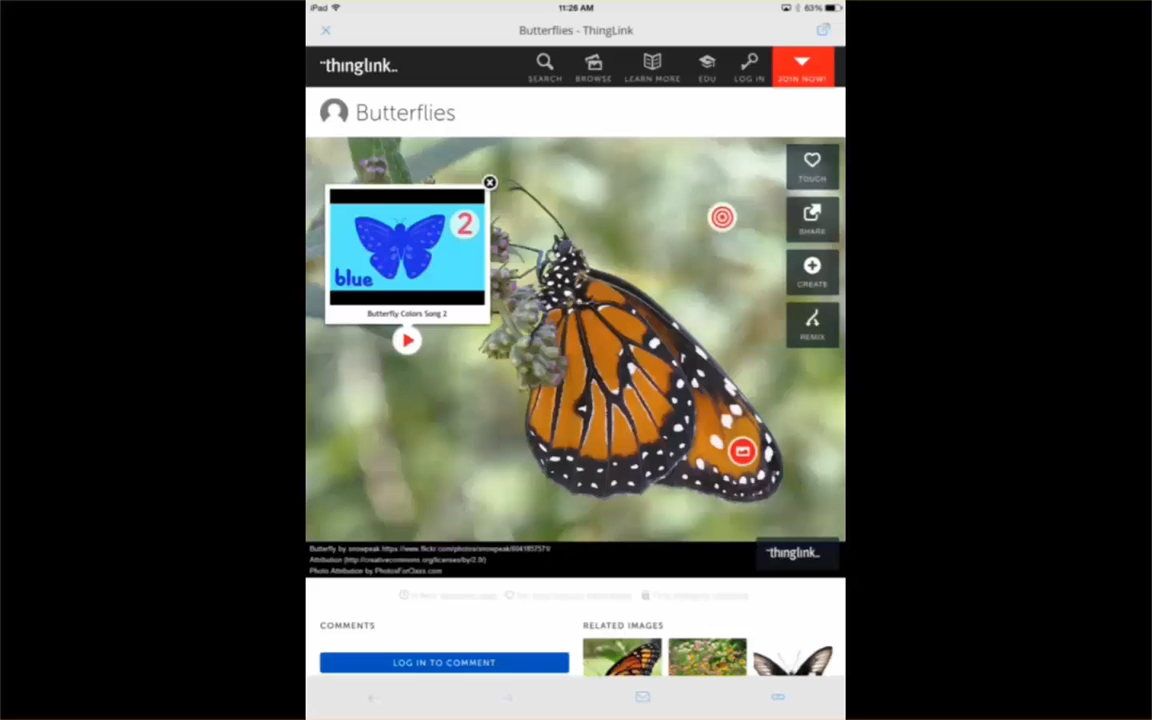 iPad
11:26 AM
63%
Butterflies - ThingLink
thinglink..
SEARCH
BROWSE
LEARN MORE
EDU
LOG IN
JOIN NOW!
Butterflies
TOUCH
SHARE
CREATE
REMIX
2
blue
Butterfly Colors Song 2
Butterfly by snowpeak https://www.flickr.com/photos/snowpeak/6041857571/
Attribution (http://creativecommons.org/licenses/by/2.0/)
Photo Attribution by PhotosForClass.com
thinglink..
COMMENTS
RELATED IMAGES
LOG IN TO COMMENT